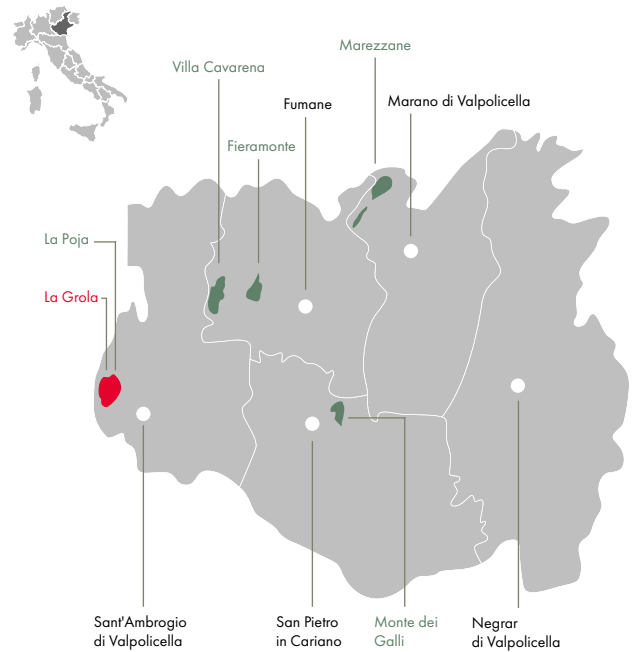 Marezzane
Villa Cavarena
Fumane
Marano di Valpolicella
Fieramonte
La Poja
La Grola
Sant'Ambrogio
di Valpolicella
San Pietro
in Cariano
Monte dei
Galli
Negrar
di Valpolicella